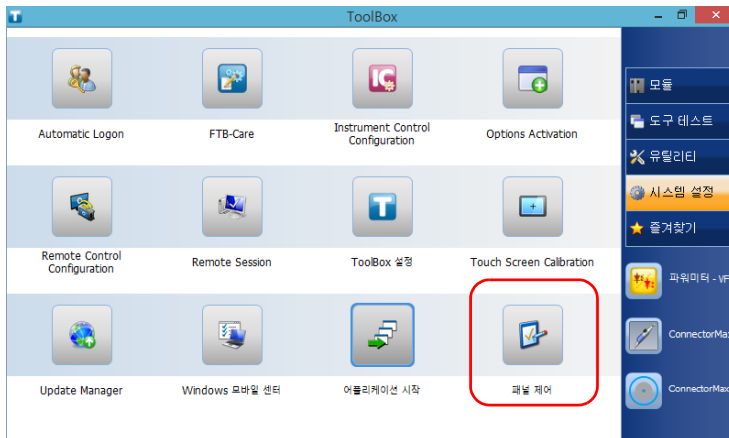 ToolBox
Automatic Logon
FTB-Care
Instrument Control
Configuration
Options Activation
Remote Control
Configuration
Remote Session
ToolBox 설정
Touch Screen Calibration
Update Manager
Windows 모바일 센터
어플리케이션 시작
패널 제어
모듈
도구 테스트
유틸리티
시스템 설정
즐겨찾기
파워미터 - VF
ConnectorMa
ConnectorMax